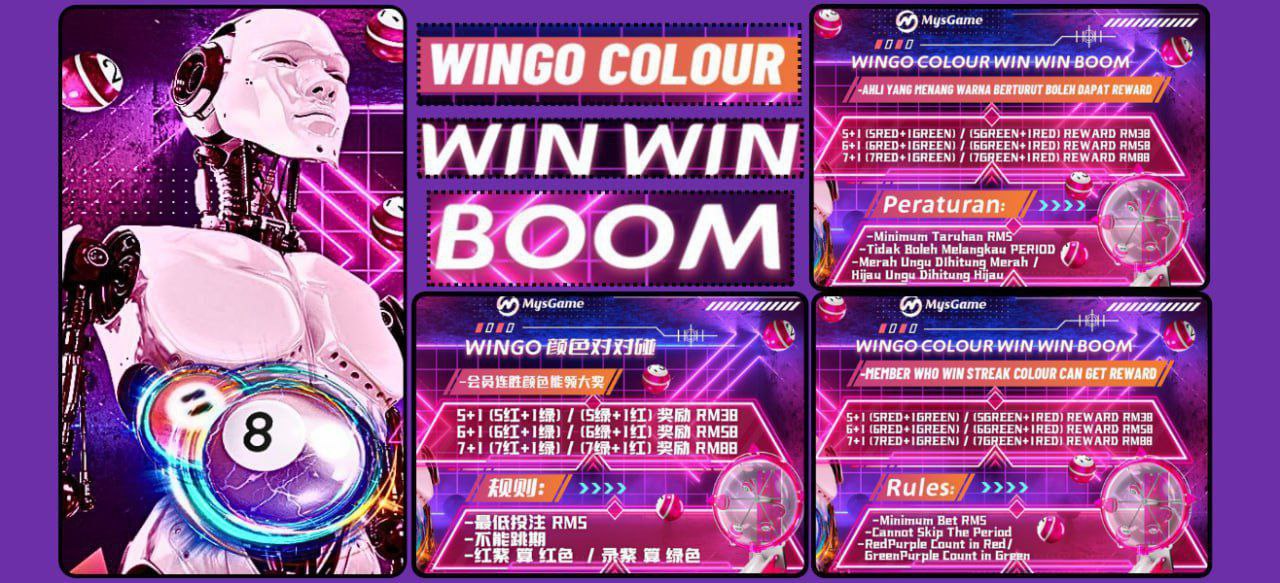 2
8
WINGO COLOUR
WIN WIN
BOOM
MysGame
WINGO COLOUR WIN WIN BOOM
-AHLI YANG MENANG WARNA BERTURUT BOLEH DAPAT REWARD
5+1 (5RED+1GREEN) / (5GREEN+1RED) REWARD RM38
6+1 (6RED+1GREEN) / (6GREEN+1RED) REWARD RM58
7+1 (7RED+1GREEN) / (7GREEN+1RED) REWARD RM88
Peraturan:
-Minimum Taruhan RM5
-Tidak Boleh Melangkau PERIOD
-Merah Ungu Dihitung Merah /
Hijau Ungu Dihitung Hijau
MysGame
WINGO 颜色对对碰
-会员连胜颜色能领大奖
5+1 (5红+1绿) / (5绿+1红) 奖励 RM38
6+1 (6红+1绿) / (6绿+1红) 奖励 RM58
7+1 (7红+1绿) / (7绿+1红) 奖励 RM88
规则:
-最低投注 RM5
-不能跳期
-红紫 算 红色 / 录紫 算 绿色
MysGame
WINGO COLOUR WIN WIN BOOM
-MEMBER WHO WIN STREAK COLOUR CAN GET REWARD
5+1 (5RED+1GREEN) / (5GREEN+1RED) REWARD RM38
6+1 (6RED+1GREEN) / (6GREEN+1RED) REWARD RM58
7+1 (7RED+1GREEN) / (7GREEN+1RED) REWARD RM88
Rules:
-Minimum Bet RM5
-Cannot Skip The Period
-RedPurple Count in Red/
GreenPurple Count in Green